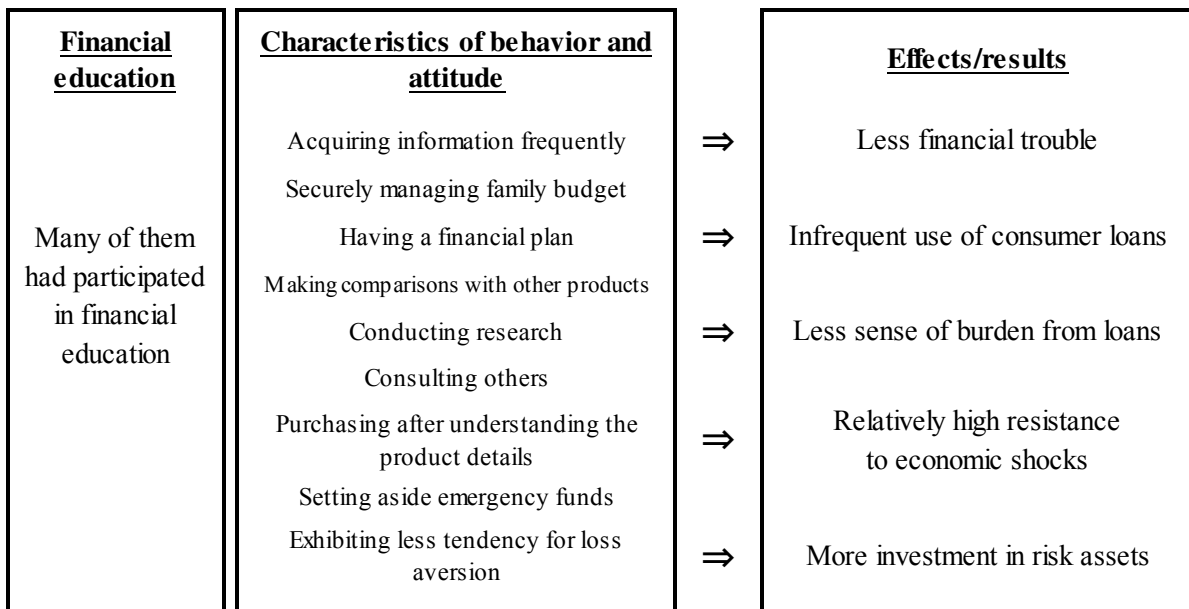 Financial
education
Many of them
had participated
in financial
education
Characteristics of behavior and
attitude
Acquiring information frequently
Securely managing family budget
Having a financial plan
Making comparisons with other products
Conducting research
Consulting others
Purchasing after understanding the
product details
Setting aside emergency funds
Exhibiting less tendency for loss
aversion
⇒
⇒
⇒
⇒
⇒
Effects/results
Less financial trouble
Infrequent use of consumer loans
Less sense of burden from loans
Relatively high resistance
to economic shocks
More investment in risk assets